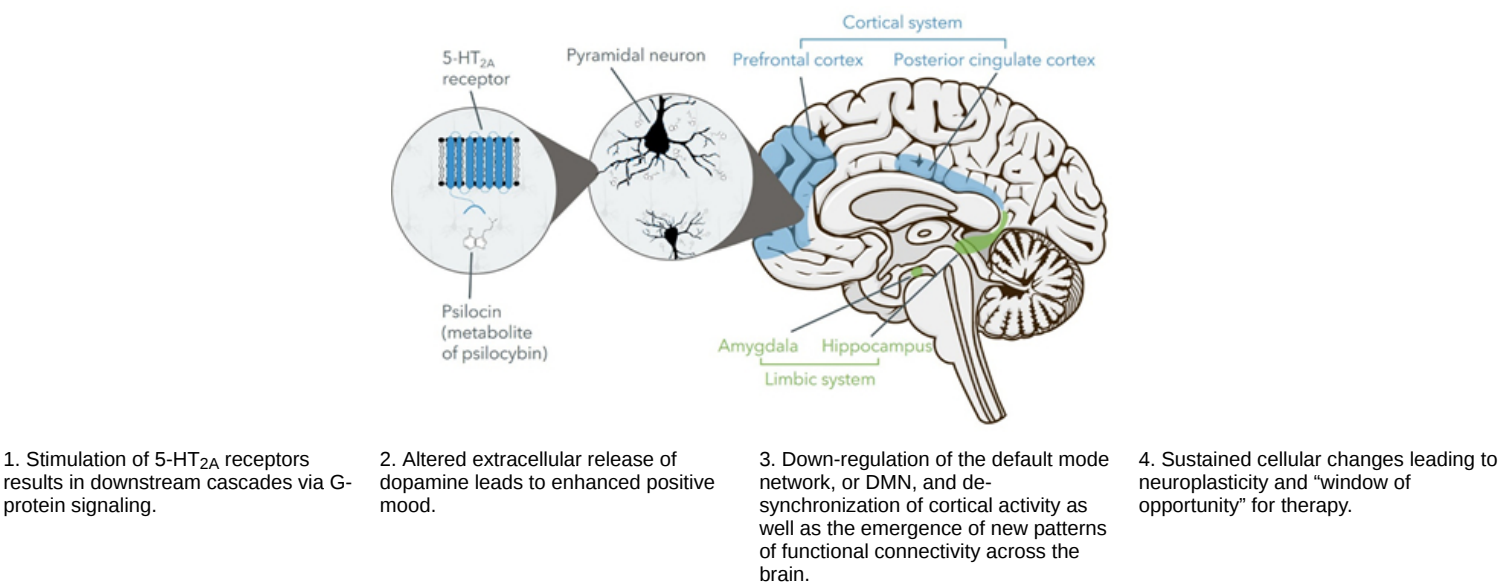 Cortical system
5-HT2A
receptor
Pyramidal neuron
Prefrontal cortex
Posterior cingulate cortex
Psilocin
(metabolite
of psilocybin)
Amygdala
Hippocampus
Limbic system
1. Stimulation of 5-HT2A receptors
results in downstream cascades via G-
protein signaling.
2. Altered extracellular release of
dopamine leads to enhanced positive
mood.
3. Down-regulation of the default mode
network, or DMN, and de-
synchronization of cortical activity as
well as the emergence of new patterns
of functional connectivity across the
brain.
4. Sustained cellular changes leading to
neuroplasticity and “window of
opportunity” for therapy.